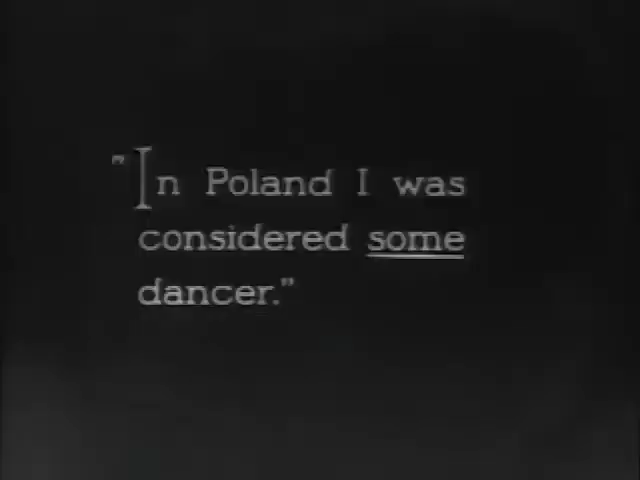 "In Poland I was
considered some
dancer."